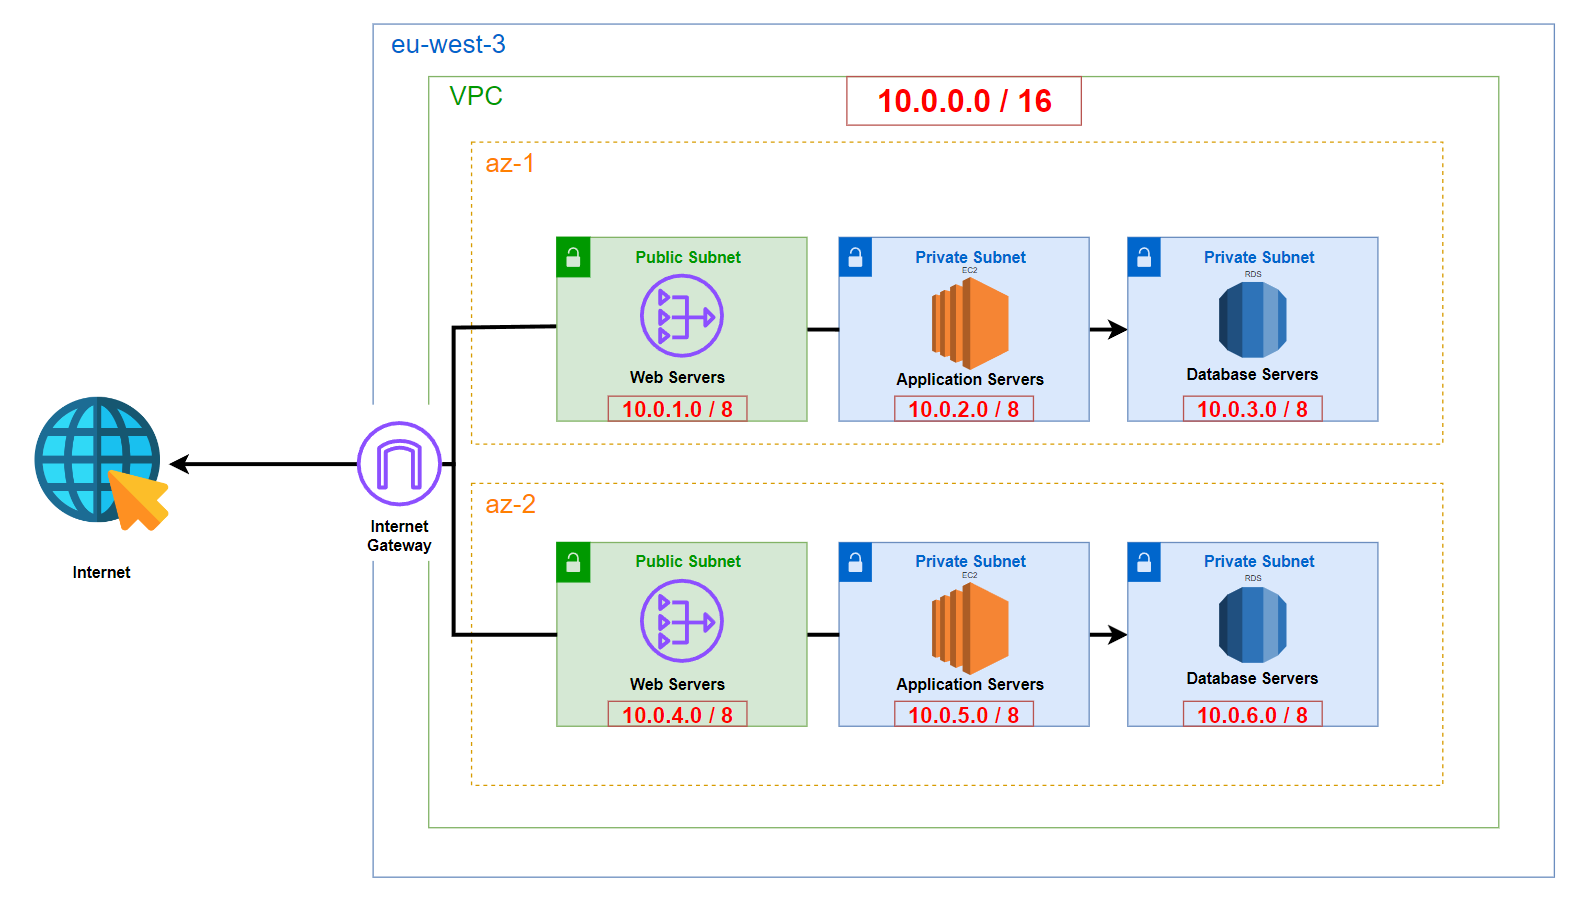 eu-west-3
VPC
10.0.0.0 / 16
az-1
Public Subnet
Web Servers
10.0.1.0 / 8
Private Subnet
EC2
Application Servers
10.0.2.0 / 8
Private Subnet
RDS
Database Servers
10.0.3.0 / 8
Internet
Internet
Gateway
az-2
Public Subnet
Web Servers
10.0.4.0 / 8
Private Subnet
EC2
Application Servers
10.0.5.0 / 8
Private Subnet
RDS
Database Servers
10.0.6.0 / 8